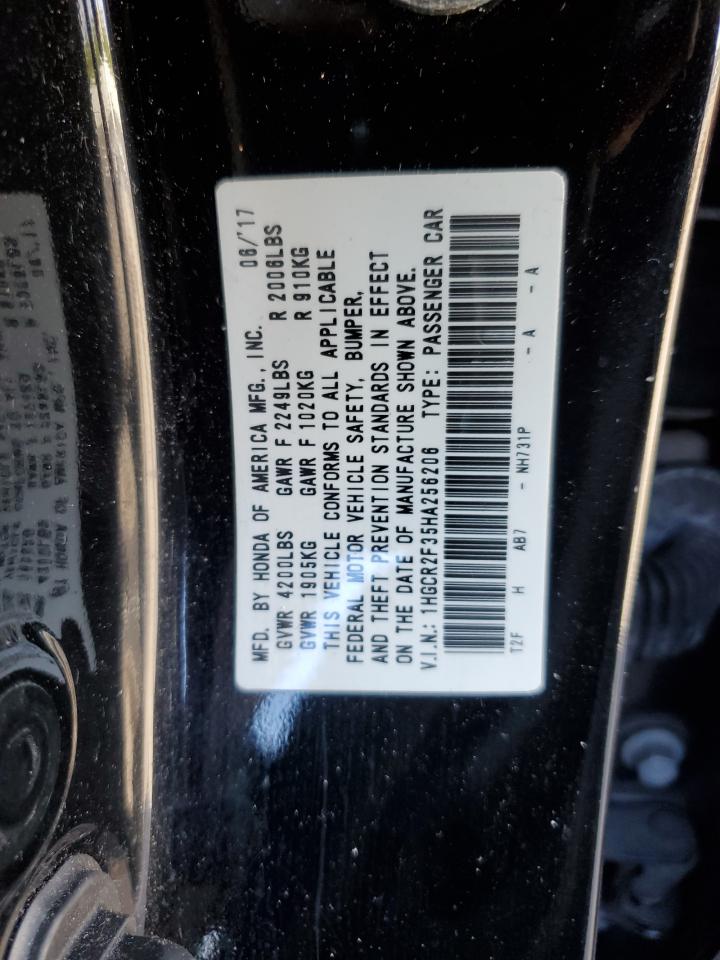 MFD. BY HONDA OF AMERICA MFG., INC. 06/'17
GVWR 4200LBS GAWR F 2249LBS R 2006LBS
GVWR 1905KG GAWR F 1020KG R 910KG
THIS VEHICLE CONFORMS TO ALL APPLICABLE
FEDERAL MOTOR VEHICLE SAFETY, BUMPER,
AND THEFT PREVENTION STANDARDS IN EFFECT
ON THE DATE OF MANUFACTURE SHOWN ABOVE.
V.I.N.: 1HGCR2F35HA256206 TYPE: PASSENGER CAR
T2F H AB7 - NH731P - A - A